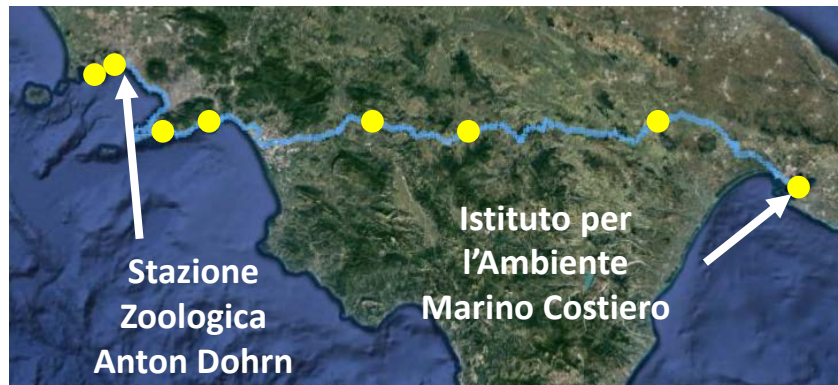 Stazione
Zoologica
Anton Dohrn
Istituto per
l'Ambiente
Marino Costiero